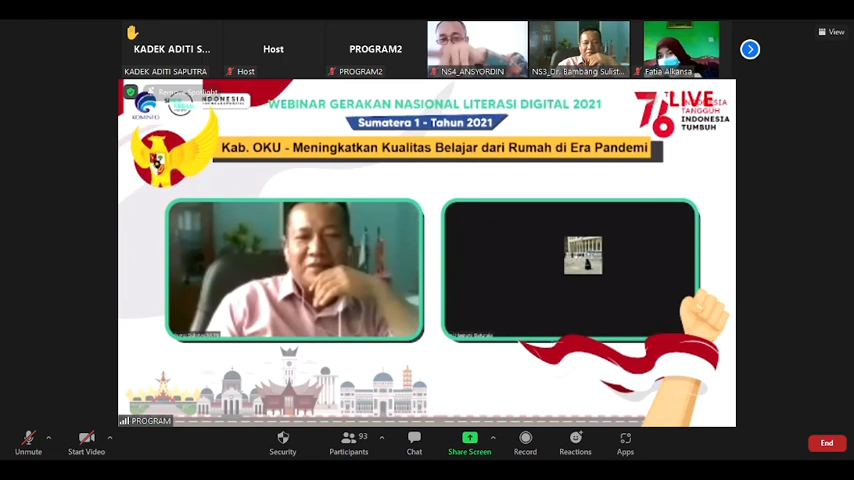 KADEK ADITI S...
Host
PROGRAM2
View
KADEK ADITI SAPUTRA
Host
PROGRAM2
NS4_ANSYORDIN
NS3_Dr. Bambang Sulist...
Fatia Alkansa
KOMINFO
WEBINAR GERAKAN NASIONAL LITERASI DIGITAL 2021
Sumatera 1 - Tahun 2021
LIVE
76
TANGGUH
INDONESIA
TUMBUH
Kab. OKU - Meningkatkan Kualitas Belajar dari Rumah di Era Pandemi
PROGRAM
Unmute
Start Video
Security
Participants
93
Chat
Share Screen
Record
Reactions
Apps
End